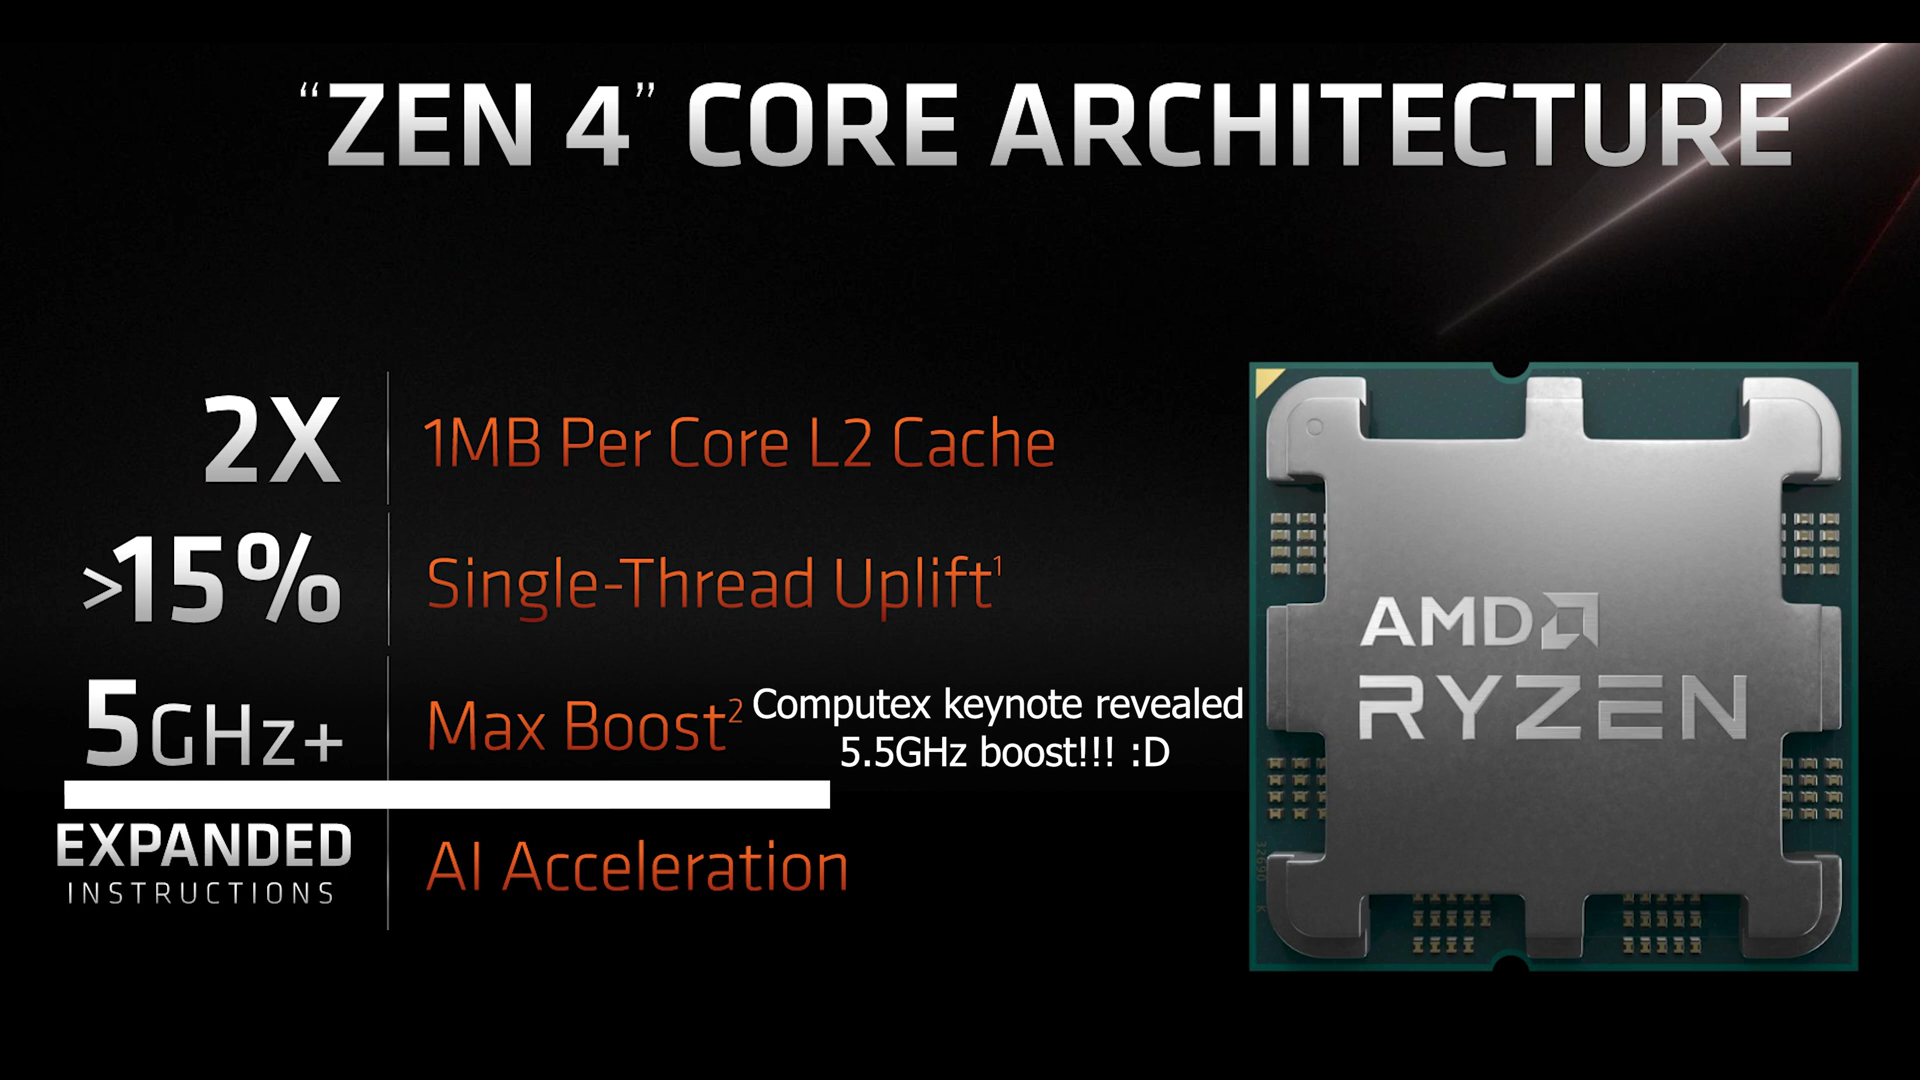 “ZEN 4” CORE ARCHITECTURE
2X
1MB Per Core L2 Cache
>15%
Single-Thread Uplift¹
5GHz+
Max Boost²
Computex keynote revealed
5.5GHz boost!!! :D
EXPANDED
INSTRUCTIONS
AI Acceleration
AMD
RYZEN